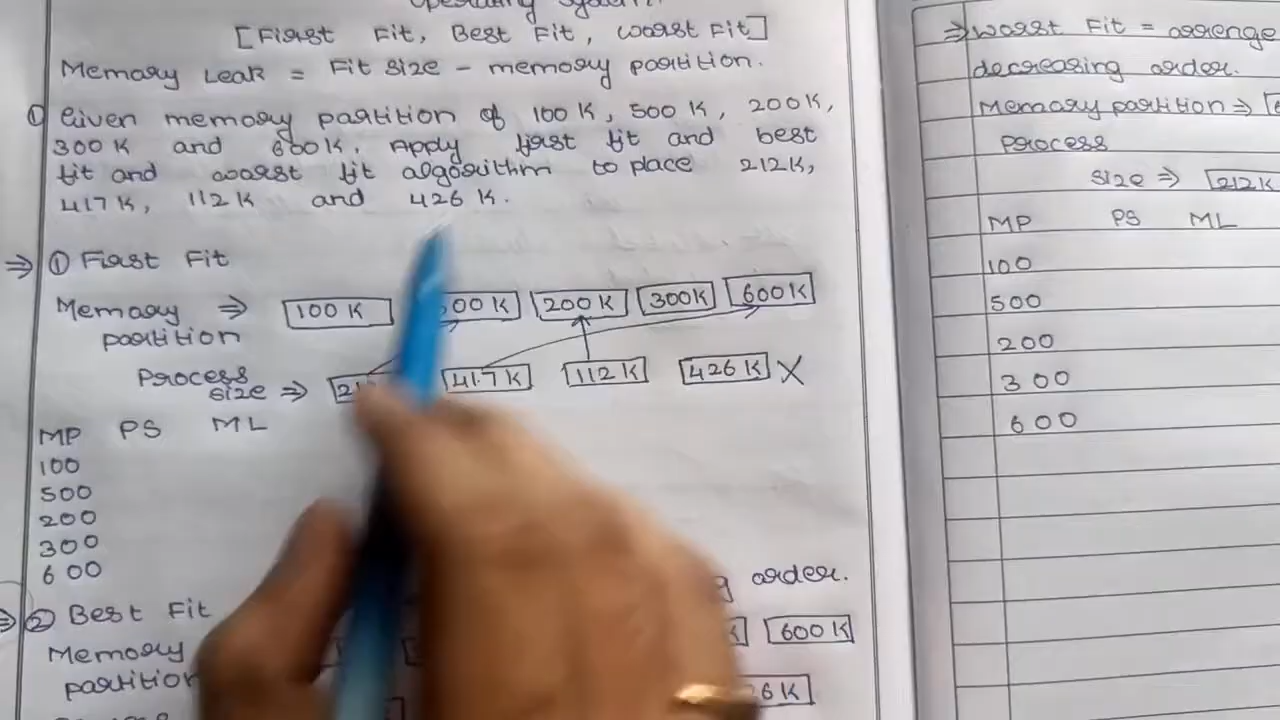 Operating System
[First Fit, Best Fit, Worst Fit]
Memory Leak = Fit Size - memory partition.
① Given memory partition of 100K, 500K, 200K,
300K and 600K. Apply first fit and best
fit and worst fit algorithm to place 212K,
417K, 112K and 426K.
⇒ ① First Fit
Memory partition ⇒ 100K 500K 200K 300K 600K
Process size ⇒ 417K 112K 426K X
MP PS ML
100
500
200
300
600
order.
⇒ ② Best Fit
Memory partition 600K
⇒ Worst Fit = arrenge
decreasing order.
Memory partition ⇒
Process
size ⇒ 212K
MP PS ML
100
500
200
300
600